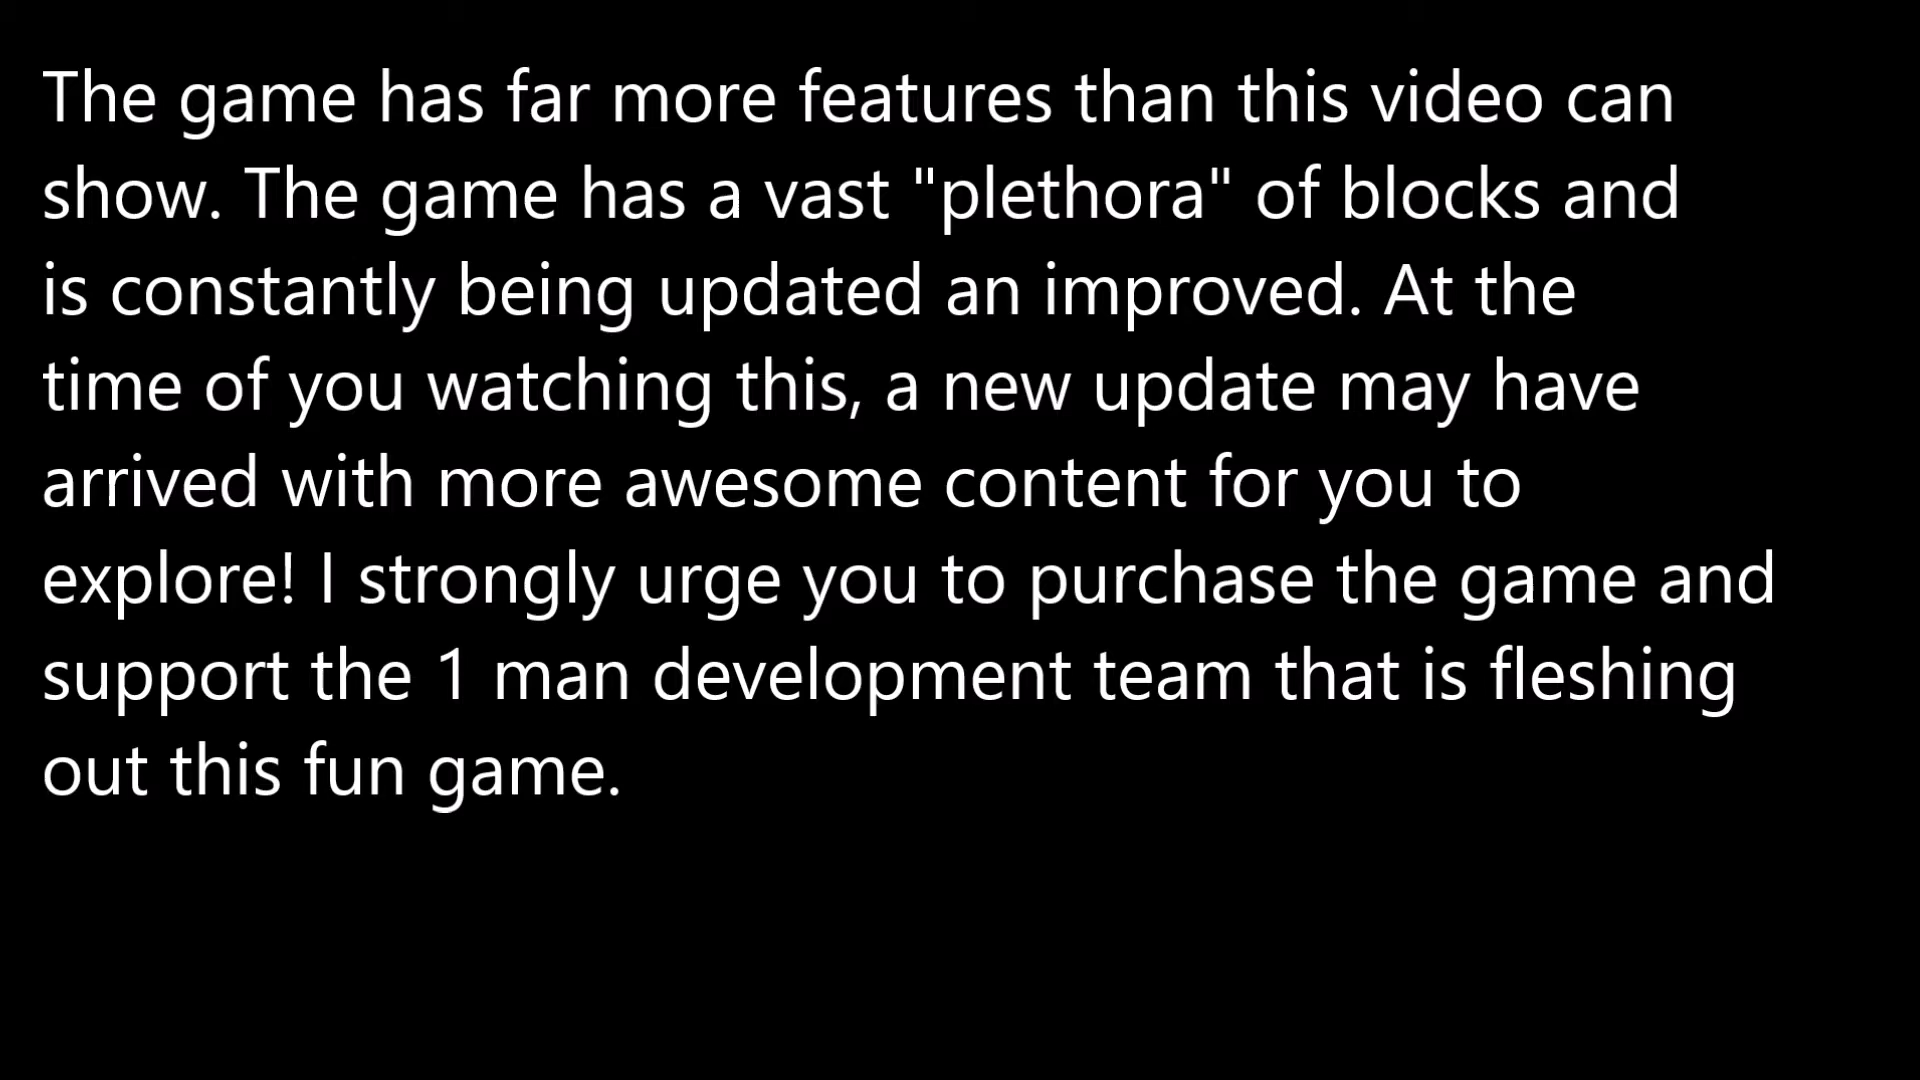 The game has far more features than this video can
show. The game has a vast "plethora" of blocks and
is constantly being updated an improved. At the
time of you watching this, a new update may have
arrived with more awesome content for you to
explore! I strongly urge you to purchase the game and
support the 1 man development team that is fleshing
out this fun game.